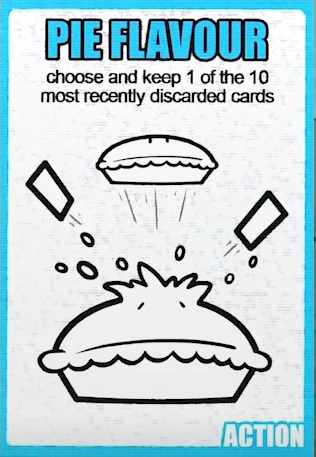 PIE FLAVOUR
choose and keep 1 of the 10
most recently discarded cards
ACTION